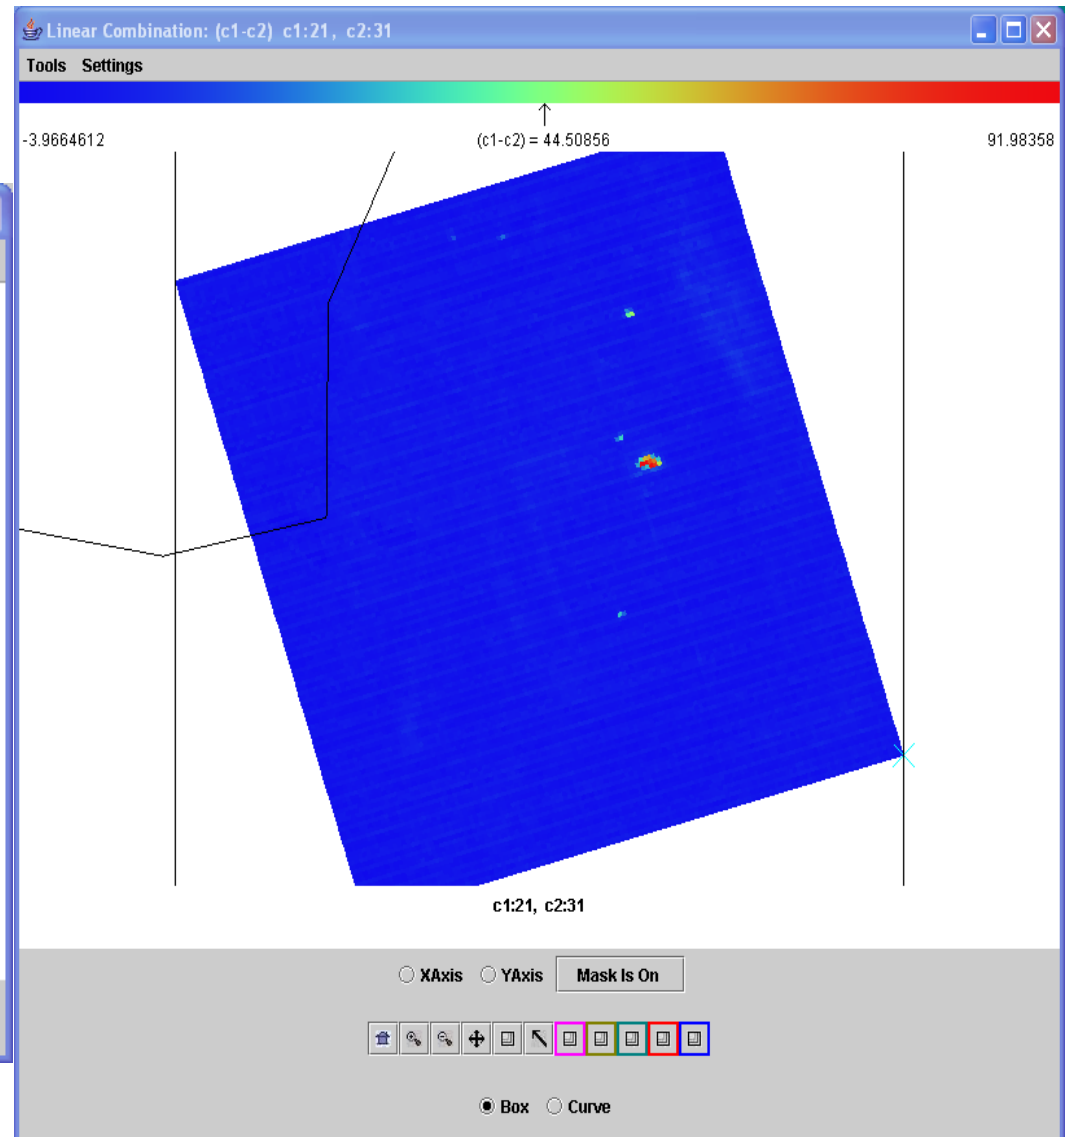 Linear Combination: (c1-c2) c1:21, c2:31
Tools Settings
-3.9664612 (c1-c2) = 44.50856 91.98358
c1:21, c2:31
XAxis YAxis Mask Is On
Box Curve